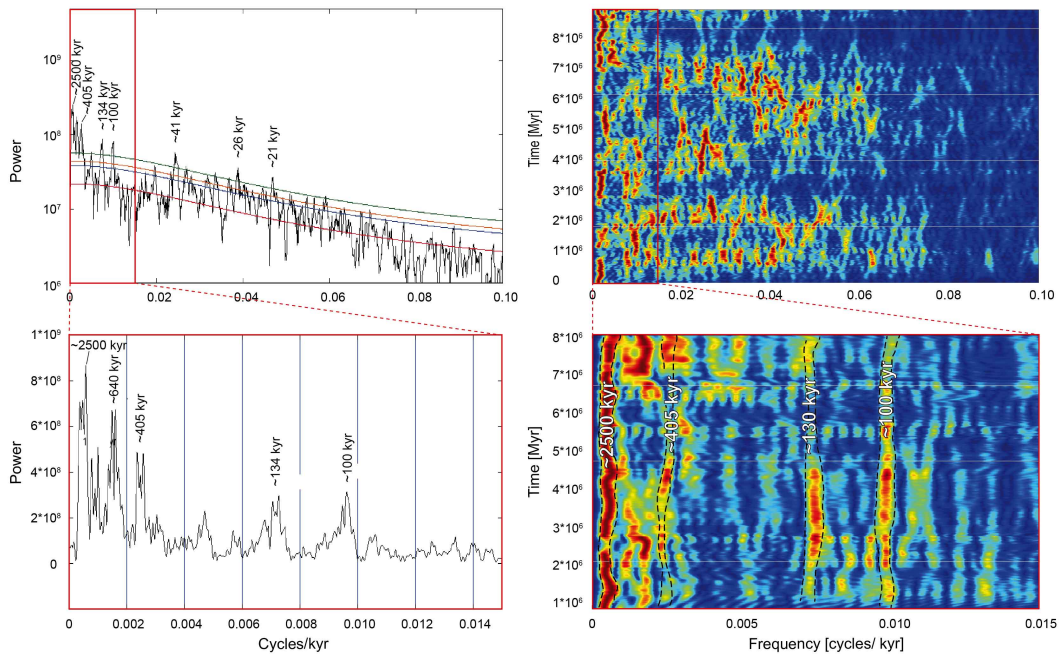 10⁹
10⁸
10⁷
10⁶
Power
~2500 kyr
~405 kyr
~134 kyr
~100 kyr
~41 kyr
~26 kyr
~21 kyr
0
0.02
0.04
0.06
0.08
0.10
8*10⁶
7*10⁶
6*10⁶
5*10⁶
4*10⁶
3*10⁶
2*10⁶
1*10⁶
0
Time [Myr]
0
0.02
0.04
0.06
0.08
0.10
1*10⁹
8*10⁸
6*10⁸
4*10⁸
2*10⁸
0
Power
~2500 kyr
~640 kyr
~405 kyr
~134 kyr
~100 kyr
0
0.002
0.004
0.006
0.008
0.010
0.012
0.014
Cycles/kyr
8*10⁶
7*10⁶
6*10⁶
5*10⁶
4*10⁶
3*10⁶
2*10⁶
1*10⁶
Time [Myr]
~2500 kyr
~405 kyr
~130 kyr
~100 kyr
0
0.005
0.010
0.015
Frequency [cycles/ kyr]